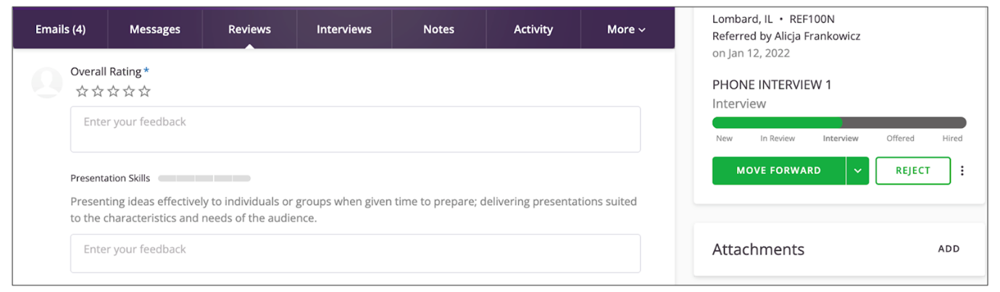 Emails (4) Messages Reviews Interviews Notes Activity More
Overall Rating *
Enter your feedback
Presentation Skills
Presenting ideas effectively to individuals or groups when given time to prepare; delivering presentations suited
to the characteristics and needs of the audience.
Enter your feedback
Lombard, IL • REF100N
Referred by Alicja Frankowicz
on Jan 12, 2022
PHONE INTERVIEW 1
Interview
New In Review Interview Offered Hired
MOVE FORWARD REJECT
Attachments ADD